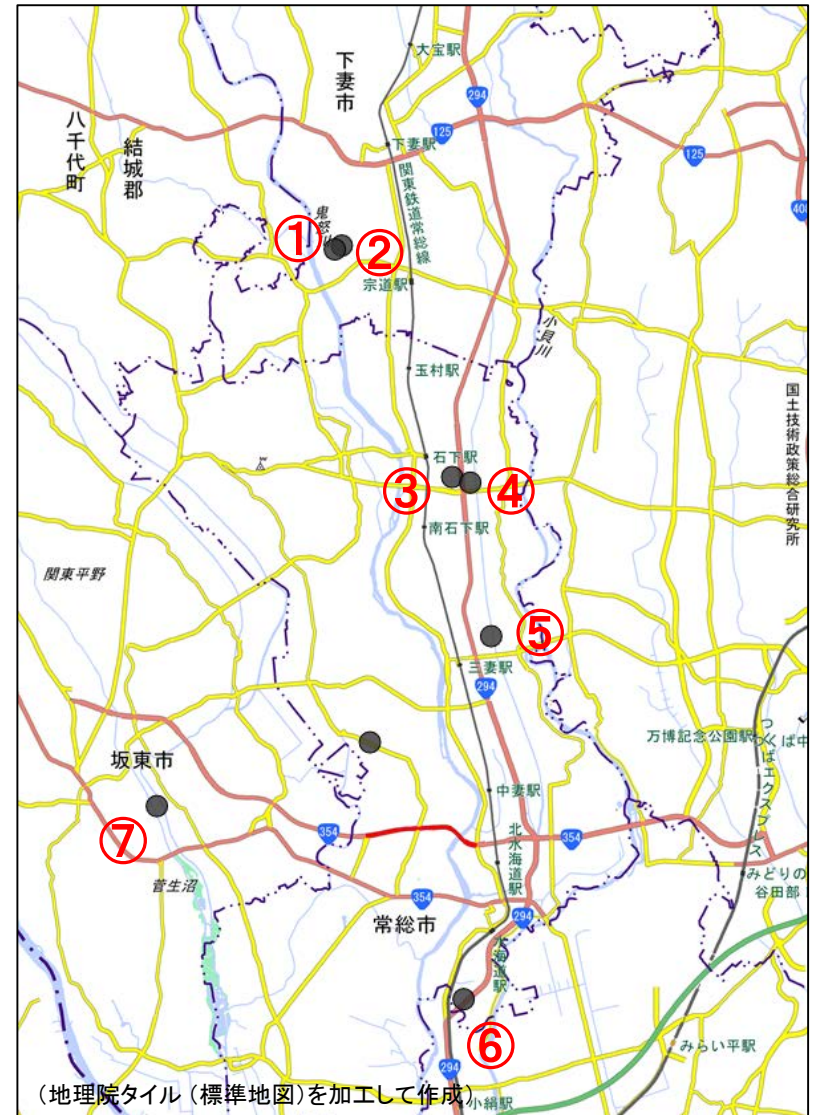 大宝駅
下妻市
294
八千代町
結城郡
125
下妻駅
125
408
関東鉄道常総線
鬼怒川
①
②
宗道駅
小貝川
玉村駅
国土技術政策総合研究所
石下駅
③
④
南石下駅
関東平野
⑤
三妻駅
294
万博記念公園駅
つくばエクスプレス
坂東市
中妻駅
⑦
354
354
北水海道駅
みどりの
谷田部
菅生沼
354
294
常総市
水海道駅
⑥
みらい平駅
294
(地理院タイル(標準地図)を加工して作成)
小絹駅